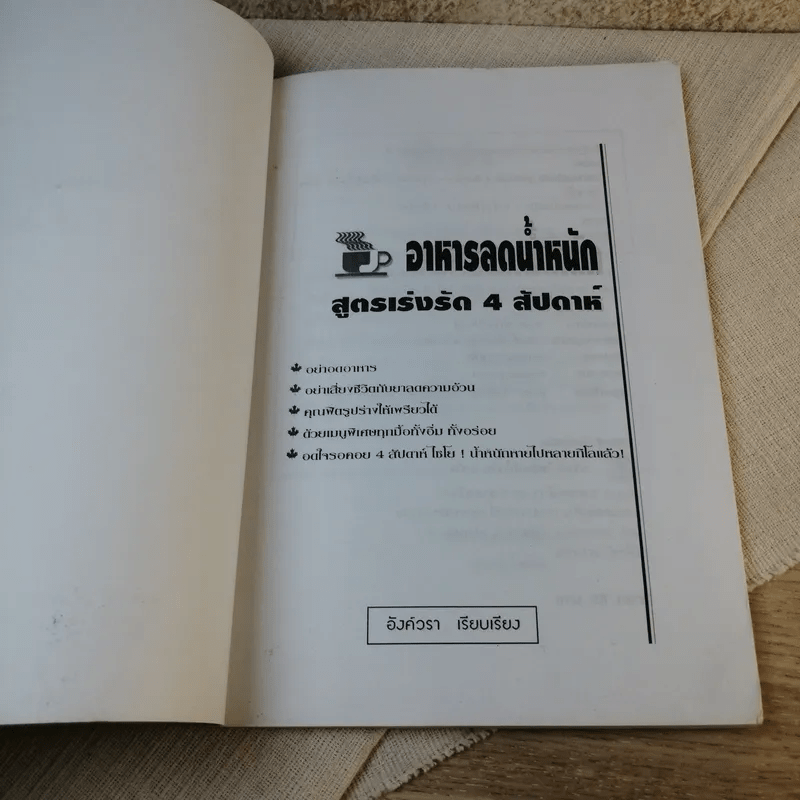 อาหารลดน้ำหนัก
สูตรเร่งรัด 4 สัปดาห์
อย่าอดอาหาร
อย่าเสี่ยงชีวิตกับยาลดความอ้วน
คุณฟิตรูปร่างให้เพรียวได้
ด้วยเมนูพิเศษทุกมื้อทั้งอิ่ม ทั้งอร่อย
อดใจรอคอย 4 สัปดาห์ ไชโย ! น้ำหนักหายไปหลายกิโลแล้ว!
อังค์วรา เรียบเรียง